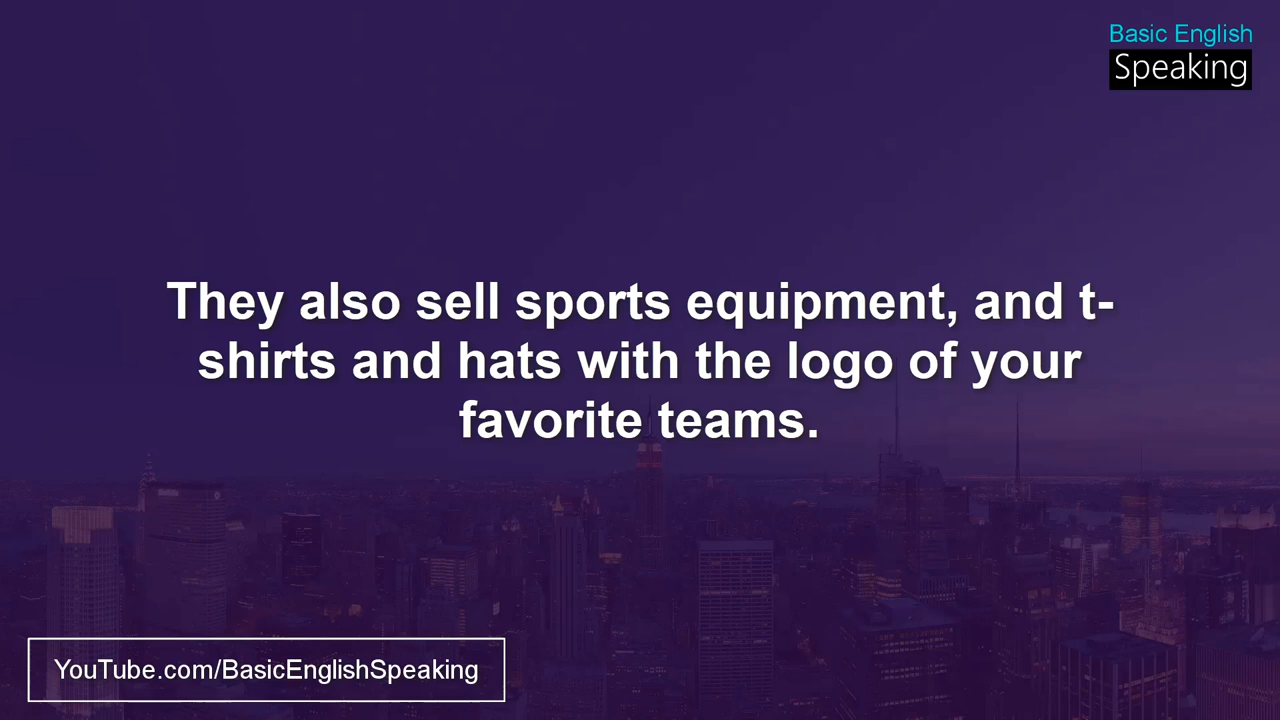 Basic English
Speaking
They also sell sports equipment, and t-
shirts and hats with the logo of your
favorite teams.
YouTube.com/BasicEnglishSpeaking